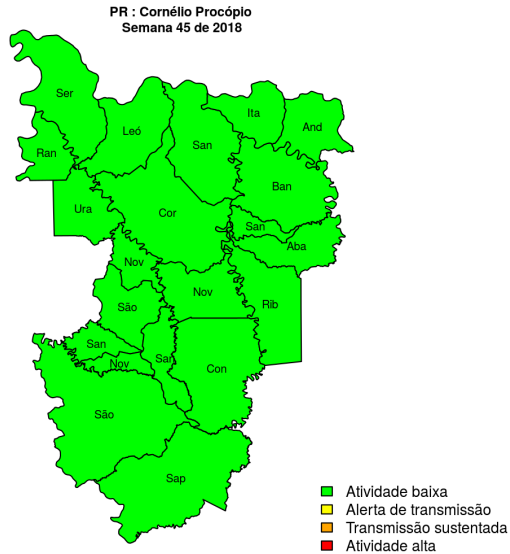 PR : Cornélio Procópio
Semana 45 de 2018
Ser
Leó
Ita
And
San
Ran
Ban
Ura
Cor
San
Aba
Nov
Nov
Rib
São
San
San
Nov
Con
São
Sap
Atividade baixa
Alerta de transmissão
Transmissão sustentada
Atividade alta